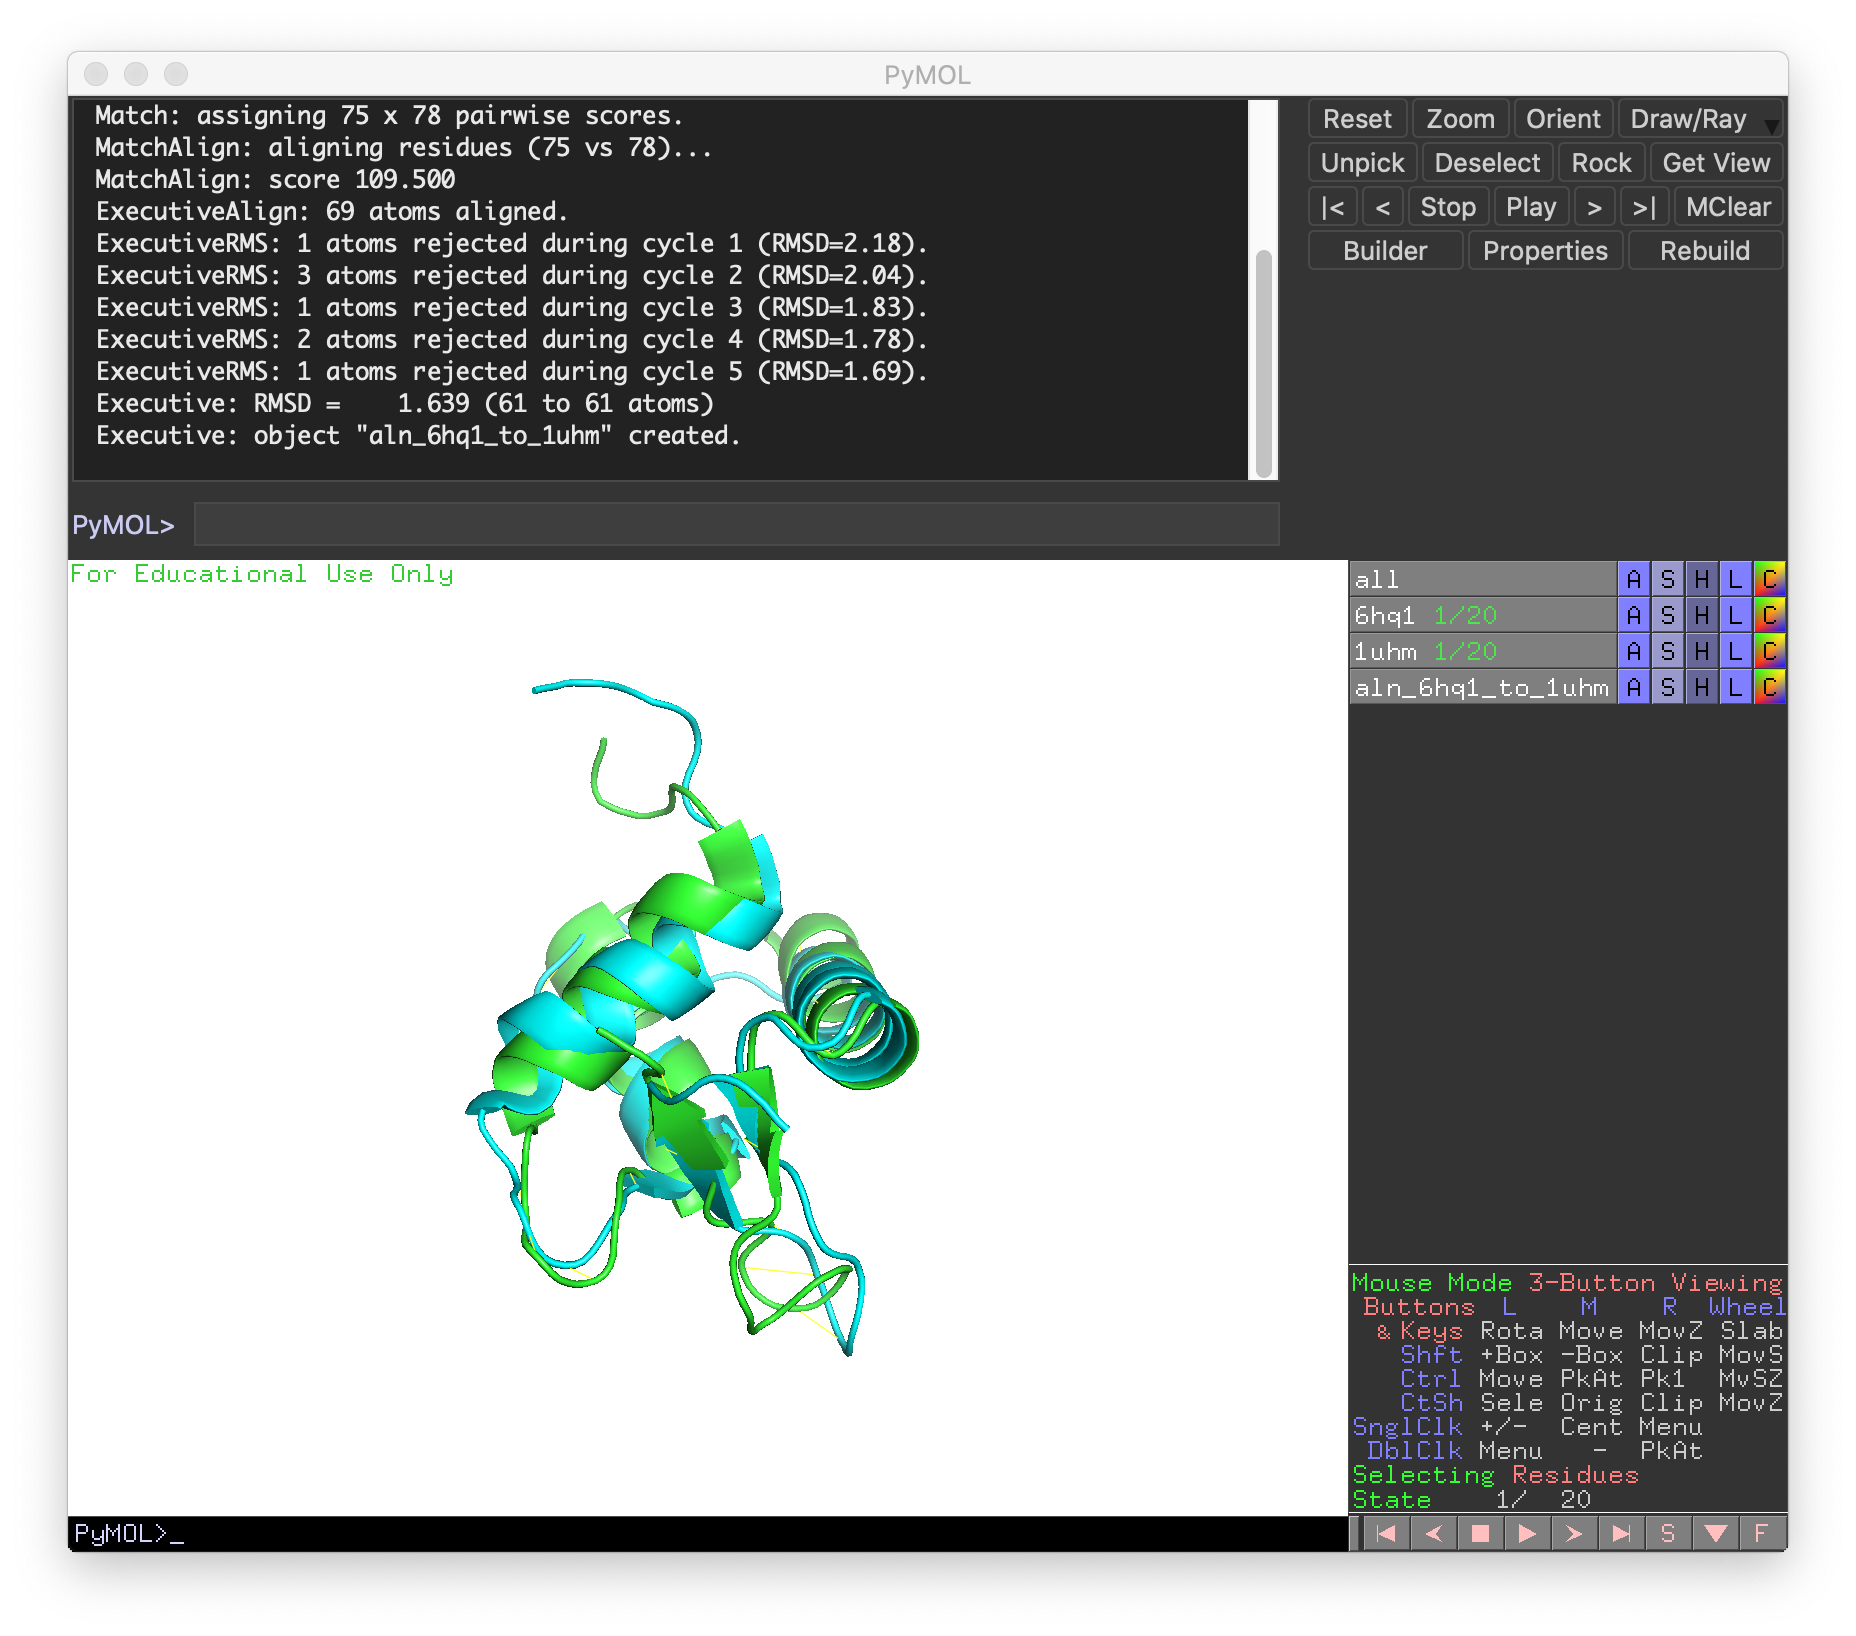 PyMOL
Match: assigning 75 x 78 pairwise scores.
MatchAlign: aligning residues (75 vs 78)...
MatchAlign: score 109.500
ExecutiveAlign: 69 atoms aligned.
ExecutiveRMS: 1 atoms rejected during cycle 1 (RMSD=2.18).
ExecutiveRMS: 3 atoms rejected during cycle 2 (RMSD=2.04).
ExecutiveRMS: 1 atoms rejected during cycle 3 (RMSD=1.83).
ExecutiveRMS: 2 atoms rejected during cycle 4 (RMSD=1.78).
ExecutiveRMS: 1 atoms rejected during cycle 5 (RMSD=1.69).
Executive: RMSD =    1.639 (61 to 61 atoms)
Executive: object "aln_6hq1_to_1uhm" created.
PyMOL>
Reset Zoom Orient Draw/Ray
Unpick Deselect Rock Get View
|< < Stop Play > >| MClear
Builder Properties Rebuild
For Educational Use Only
all A S H L C
6hq1 1/20 A S H L C
1uhm 1/20 A S H L C
aln_6hq1_to_1uhm A S H L C
Mouse Mode 3-Button Viewing
Buttons L M R Wheel
& Keys Rota Move MovZ Slab
Shft +Box -Box Clip MovS
Ctrl Move PkAt Pk1 MvSZ
CtSh Sele Orig Clip MovZ
SnglClk +/- Cent Menu
DblClk Menu - PkAt
Selecting Residues
State 1/ 20
PyMOL>_
S F